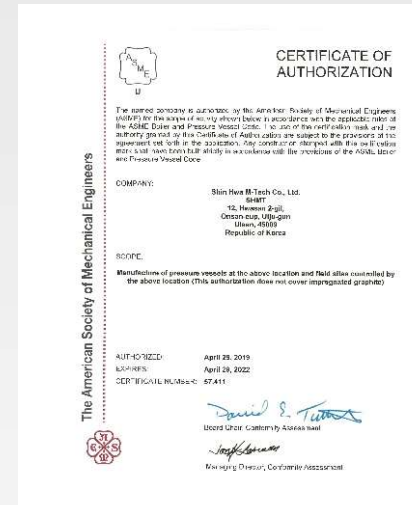 The American Society of Mechanical Engineers
ASME
U
CERTIFICATE OF
AUTHORIZATION
The named company is authorized by the American Society of Mechanical Engineers
(ASME) for the scope of activity shown below in accordance with the applicable rules of
the ASME Boiler and Pressure Vessel Code. The use of the certification mark and the
authority granted by this Certificate of Authorization are subject to the provisions of the
agreement set forth in the application. Any construction stamped with this certification
mark shall have been built strictly in accordance with the provisions of the ASME Boiler
and Pressure Vessel Code.
COMPANY:
Shin Hwa M-Tech Co., Ltd.
SHMT
12, 2-gil,
Onsan-eup, Ulju-gun
Ulsan, 45009
Republic of Korea
SCOPE:
Manufacture of pressure vessels at the above location and field sites controlled by
the above location (This authorization does not cover impregnated graphite)
AUTHORIZED: April 29, 2019
EXPIRES: April 29, 2022
CERTIFICATE NUMBER: 57,411
Board Chair, Conformity Assessment
Managing Director, Conformity Assessment